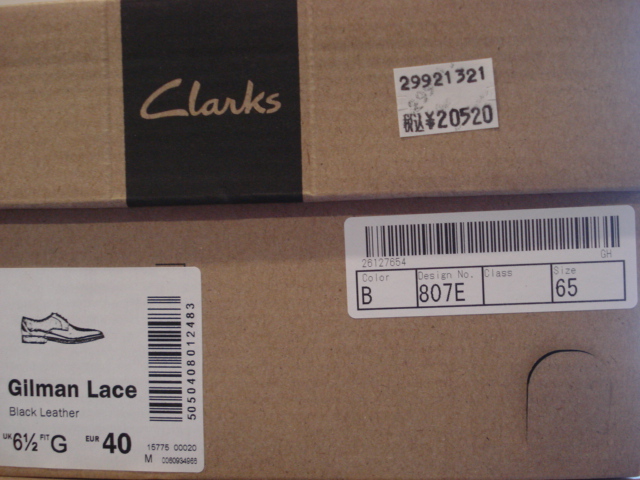 Clarks
29921321
税込¥20520
26127654 GH
Color Design No. Class Size
B 807E 65
5050408012483
Gilman Lace
Black Leather
UK 6½ FIT G EUR 40
15775 00020
M